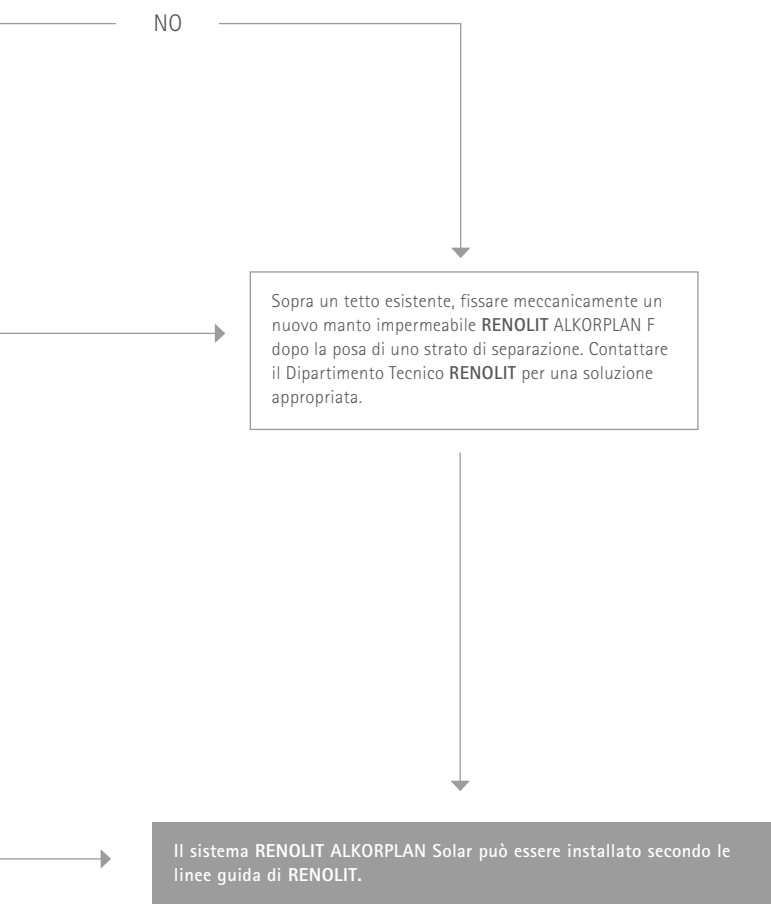 NO
Sopra un tetto esistente, fissare meccanicamente un
nuovo manto impermeabile RENOLIT ALKORPLAN F
dopo la posa di uno strato di separazione. Contattare
il Dipartimento Tecnico RENOLIT per una soluzione
appropriata.
Il sistema RENOLIT ALKORPLAN Solar può essere installato secondo le
linee guida di RENOLIT.